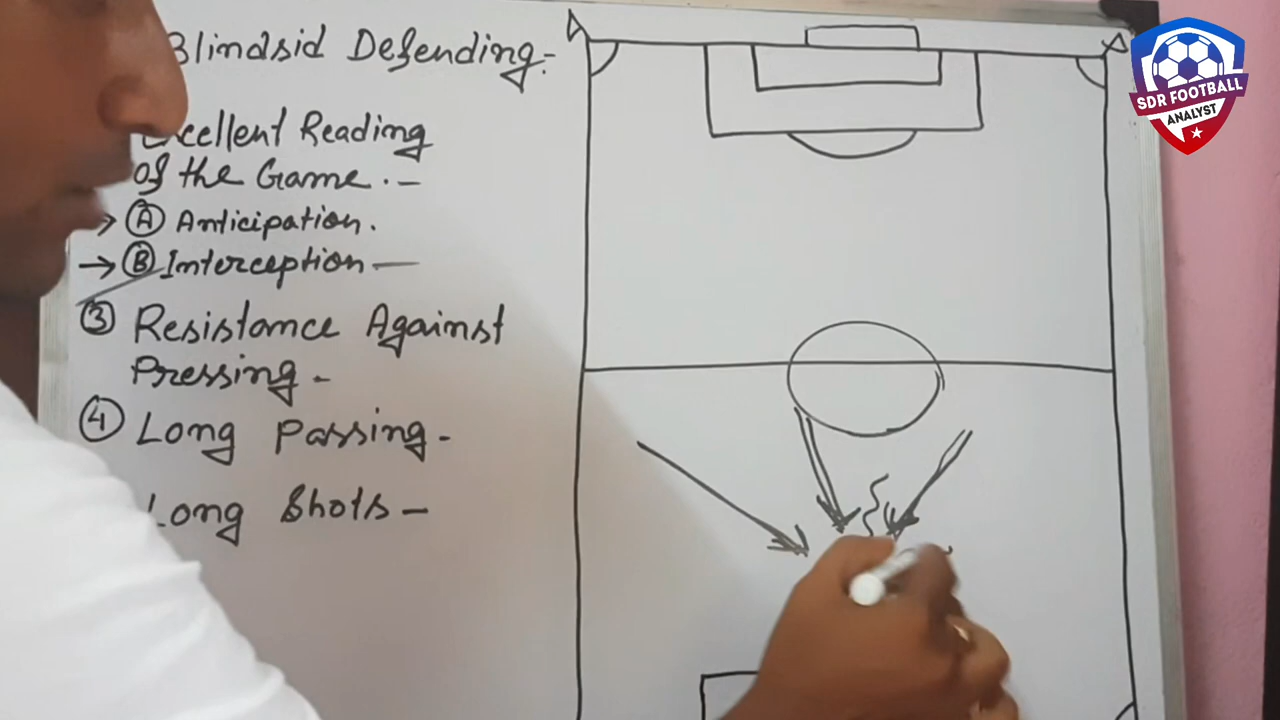 Blindsid Defending:-
Excellent Reading
of the Game.-
→ Ⓐ Anticipation.
→ Ⓑ Interception —
③ Resistance Against
Pressing-
④ Long Passing-
Long Shots-
SDR FOOTBALL
ANALYST